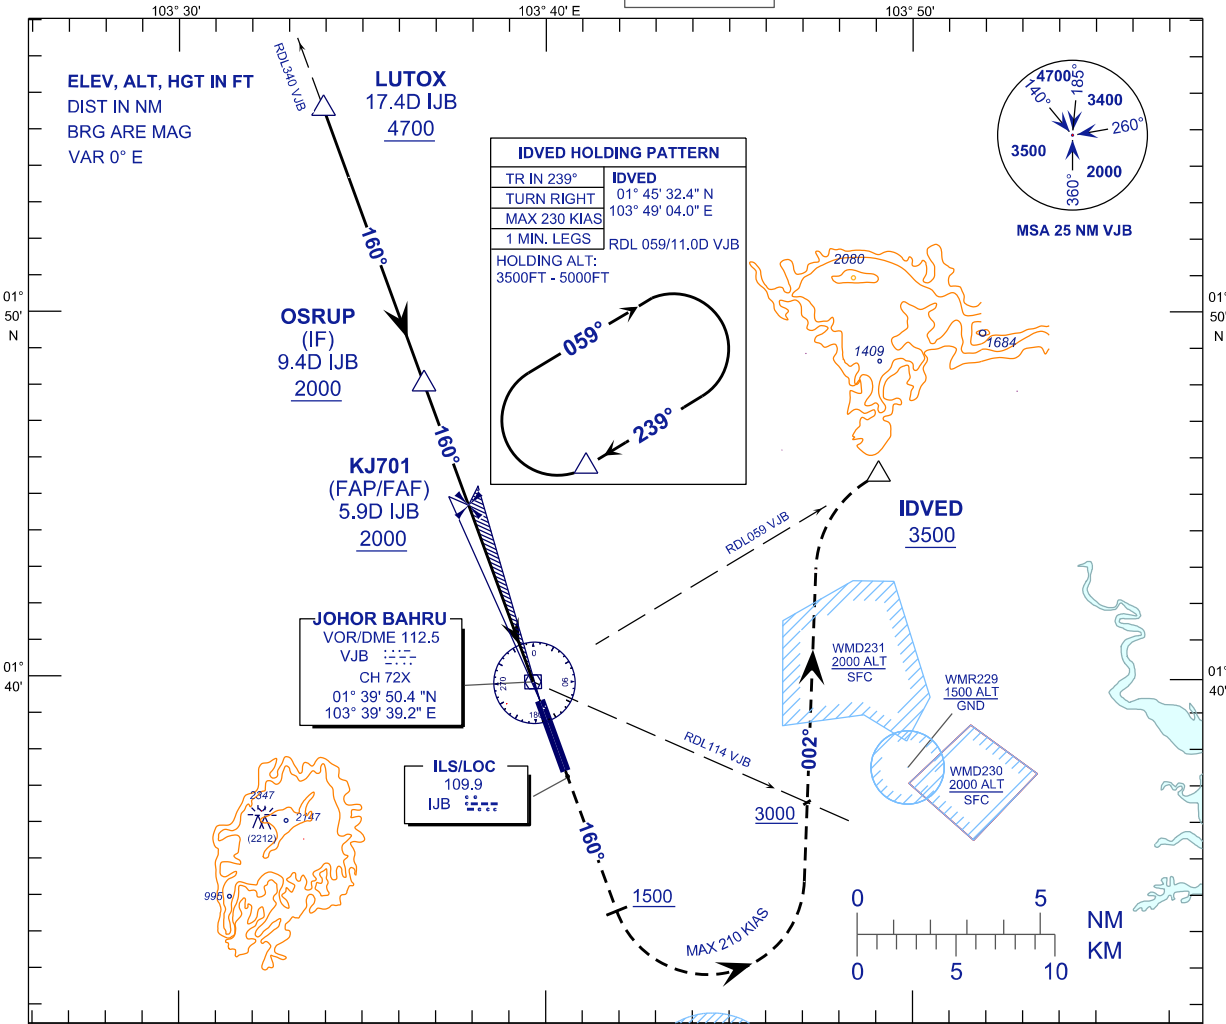 103° 30'
103° 40' E
103° 50'
ELEV, ALT, HGT IN FT
DIST IN NM
BRG ARE MAG
VAR 0° E
RDL340 VJB
LUTOX
17.4D IJB
4700
4700
185°
140°
3400
260°
3500
2000
360°
MSA 25 NM VJB
IDVED HOLDING PATTERN
TR IN 239°
TURN RIGHT
MAX 230 KIAS
1 MIN. LEGS
IDVED
01° 45' 32.4" N
103° 49' 04.0" E
RDL 059/11.0D VJB
HOLDING ALT:
3500FT - 5000FT
059°
239°
160°
01°
50'
N
01°
50'
N
OSRUP
(IF)
9.4D IJB
2000
2080
1409
1684
160°
KJ701
(FAP/FAF)
5.9D IJB
2000
IDVED
3500
RDL059 VJB
JOHOR BAHRU
VOR/DME 112.5
VJB
CH 72X
01° 39' 50.4 "N
103° 39' 39.2" E
0
270
90
180
01°
40'
01°
40'
WMD231
2000 ALT
SFC
WMR229
1500 ALT
GND
WMD230
2000 ALT
SFC
RDL114 VJB
002°
ILS/LOC
109.9
IJB
3000
2347
2147
(2212)
995
160°
1500
MAX 210 KIAS
0 5
NM
KM
0 5 10